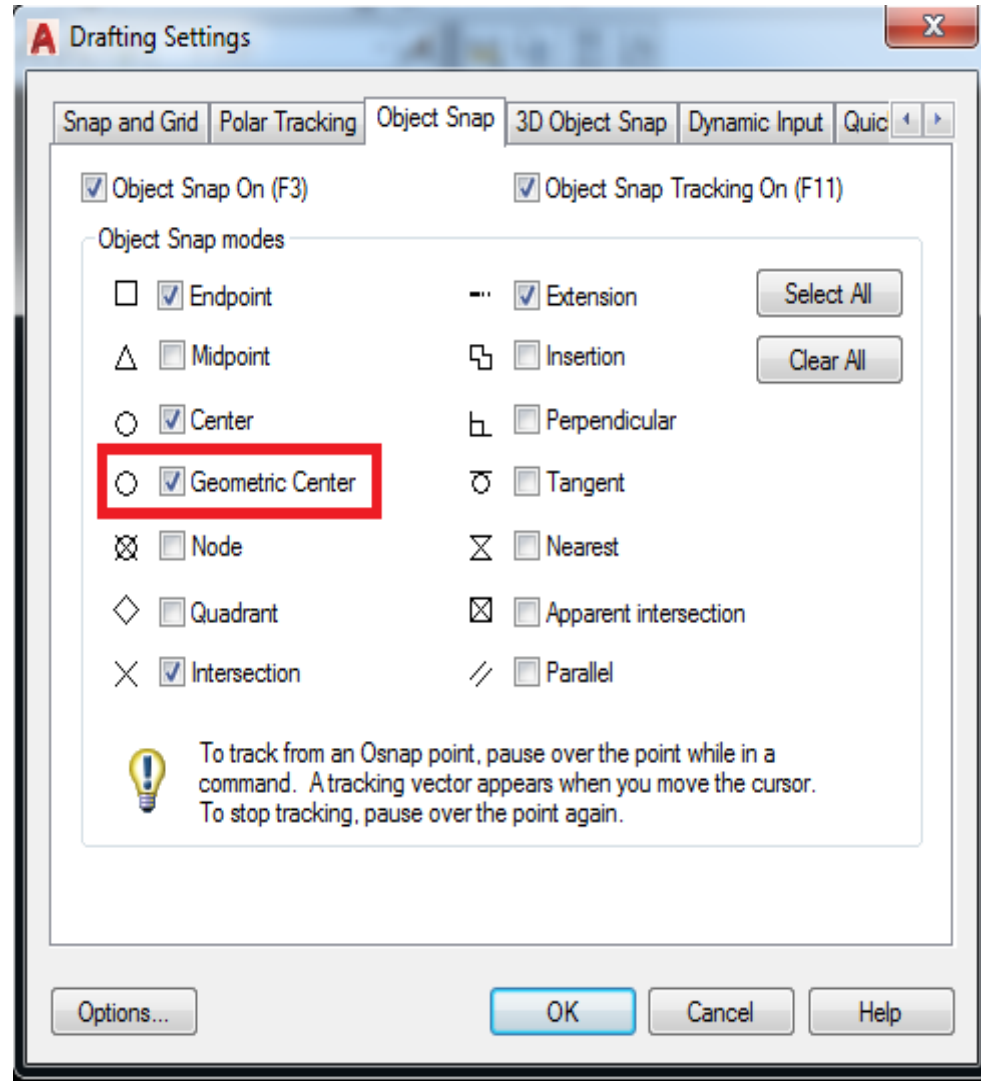 Drafting Settings
Snap and Grid Polar Tracking Object Snap 3D Object Snap Dynamic Input Quic
Object Snap On (F3) Object Snap Tracking On (F11)
Object Snap modes
Endpoint Extension Select All
Midpoint Insertion Clear All
Center Perpendicular
Geometric Center Tangent
Node Nearest
Quadrant Apparent intersection
Intersection Parallel
To track from an Osnap point, pause over the point while in a
command. A tracking vector appears when you move the cursor.
To stop tracking, pause over the point again.
Options... OK Cancel Help